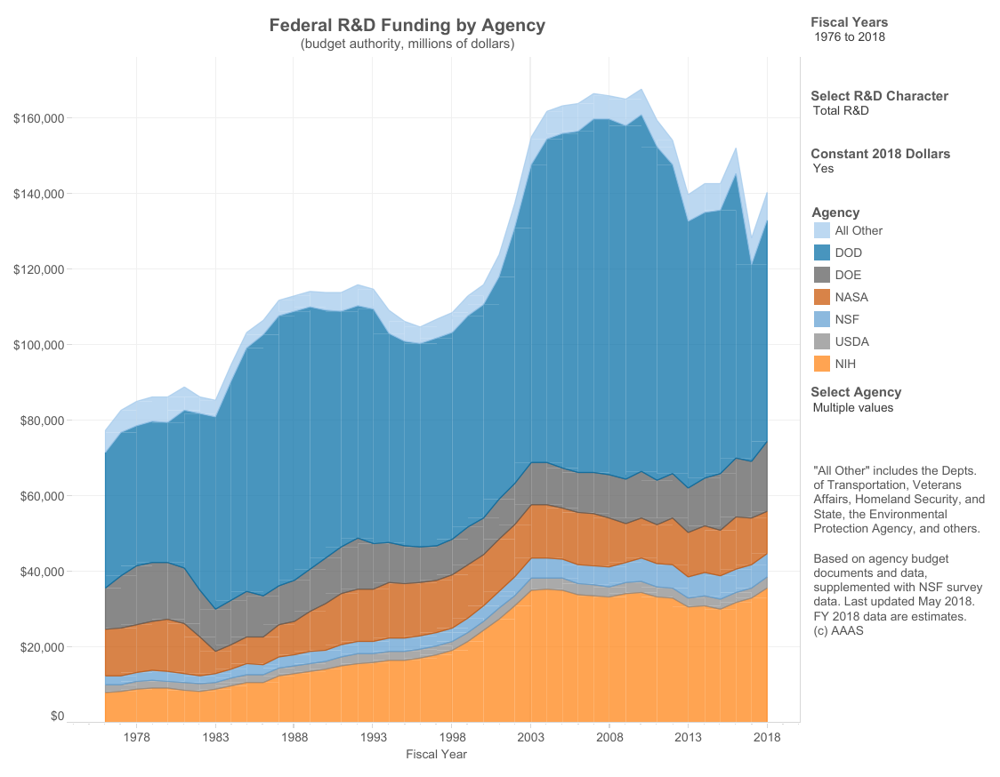 Federal R&D Funding by Agency
(budget authority, millions of dollars)
$160,000
$140,000
$120,000
$100,000
$80,000
$60,000
$40,000
$20,000
$0
1978 1983 1988 1993 1998 2003 2008 2013 2018
Fiscal Year
Fiscal Years
1976 to 2018
Select R&D Character
Total R&D
Constant 2018 Dollars
Yes
Agency
All Other
DOD
DOE
NASA
NSF
USDA
NIH
Select Agency
Multiple values
"All Other" includes the Depts.
of Transportation, Veterans
Affairs, Homeland Security, and
State, the Environmental
Protection Agency, and others.
Based on agency budget
documents and data,
supplemented with NSF survey
data. Last updated May 2018.
FY 2018 data are estimates.
(c) AAAS